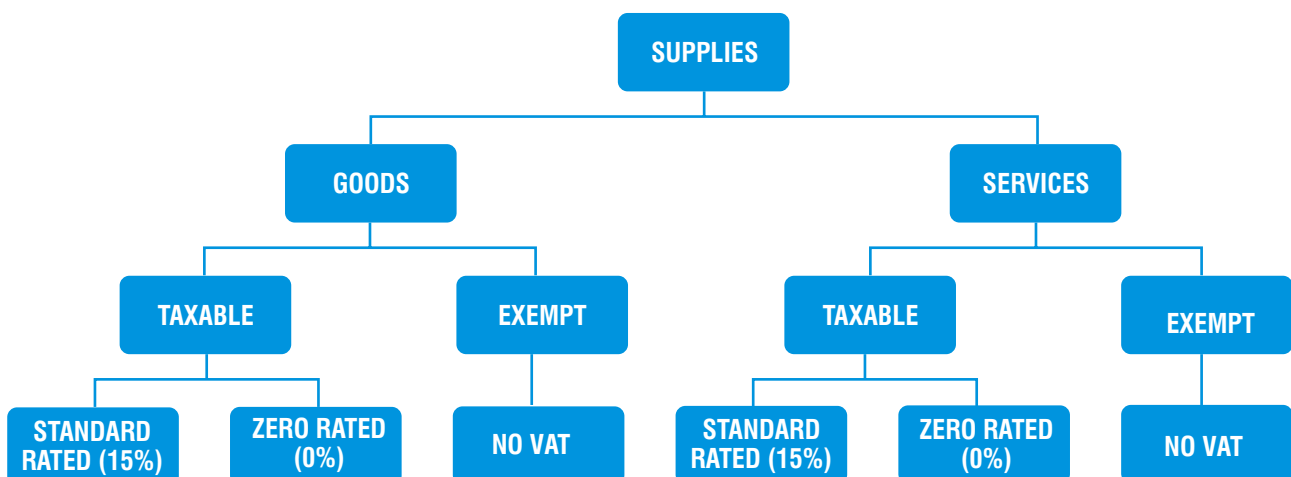 SUPPLIES
GOODS
SERVICES
TAXABLE
EXEMPT
TAXABLE
EXEMPT
STANDARD
RATED (15%)
ZERO RATED
(0%)
NO VAT
STANDARD
RATED (15%)
ZERO RATED
(0%)
NO VAT